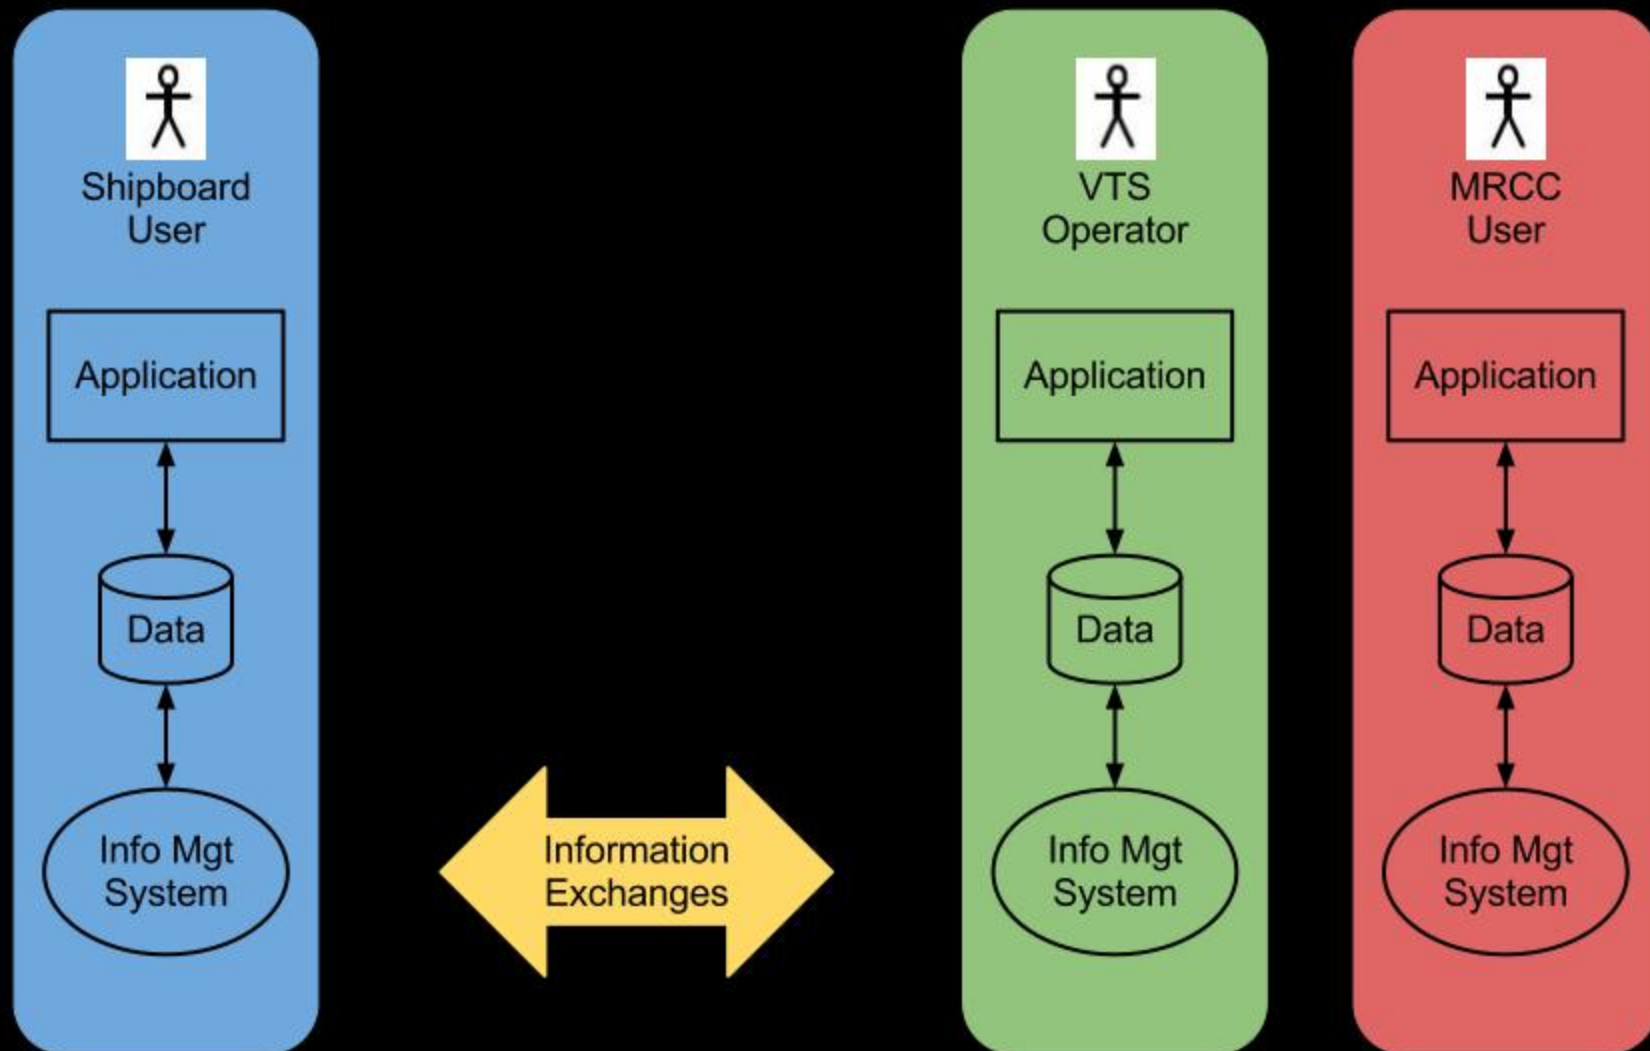 Shipboard
User
Application
Data
Info Mgt
System
Information
Exchanges
VTS
Operator
Application
Data
Info Mgt
System
MRCC
User
Application
Data
Info Mgt
System